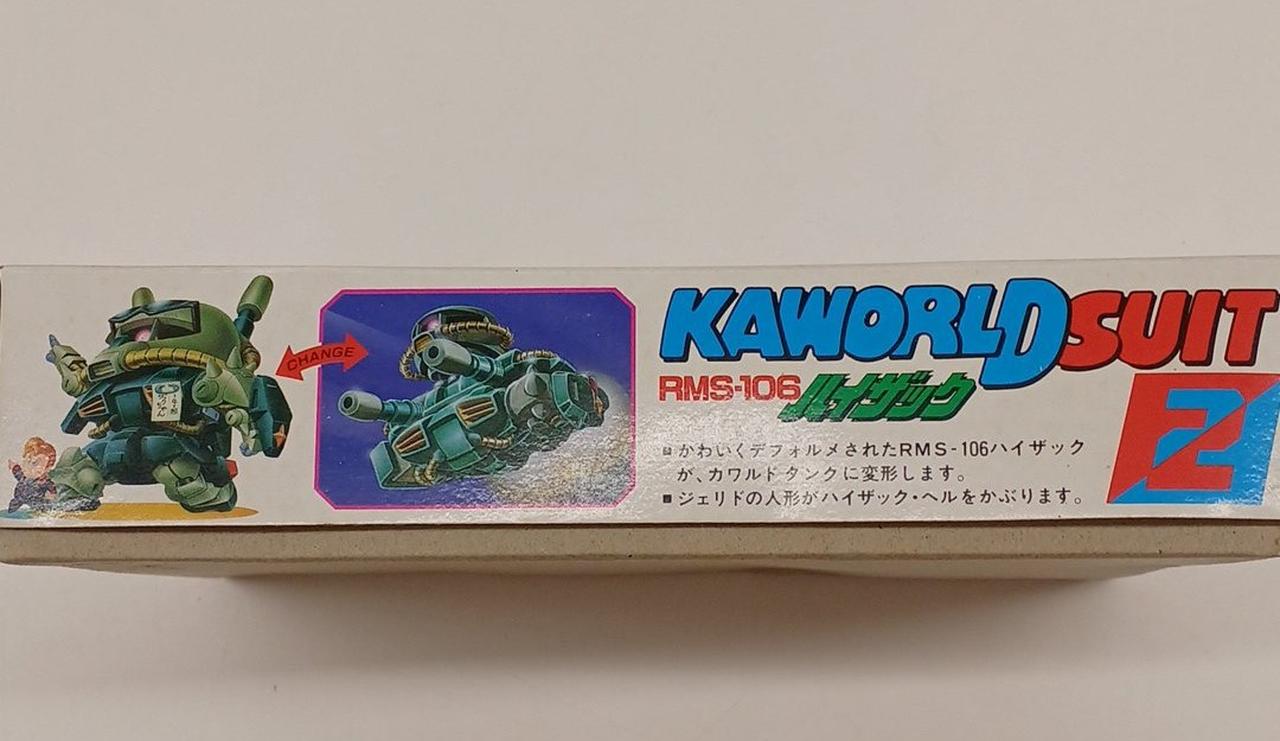 CHANGE
KAWORLD SUIT
RMS-106 ハイザック
Z
かわいくデフォルメされたRMS-106ハイザック
が、カワルドタンクに変形します。
■ジェリドの人形がハイザック・ヘルをかぶります。